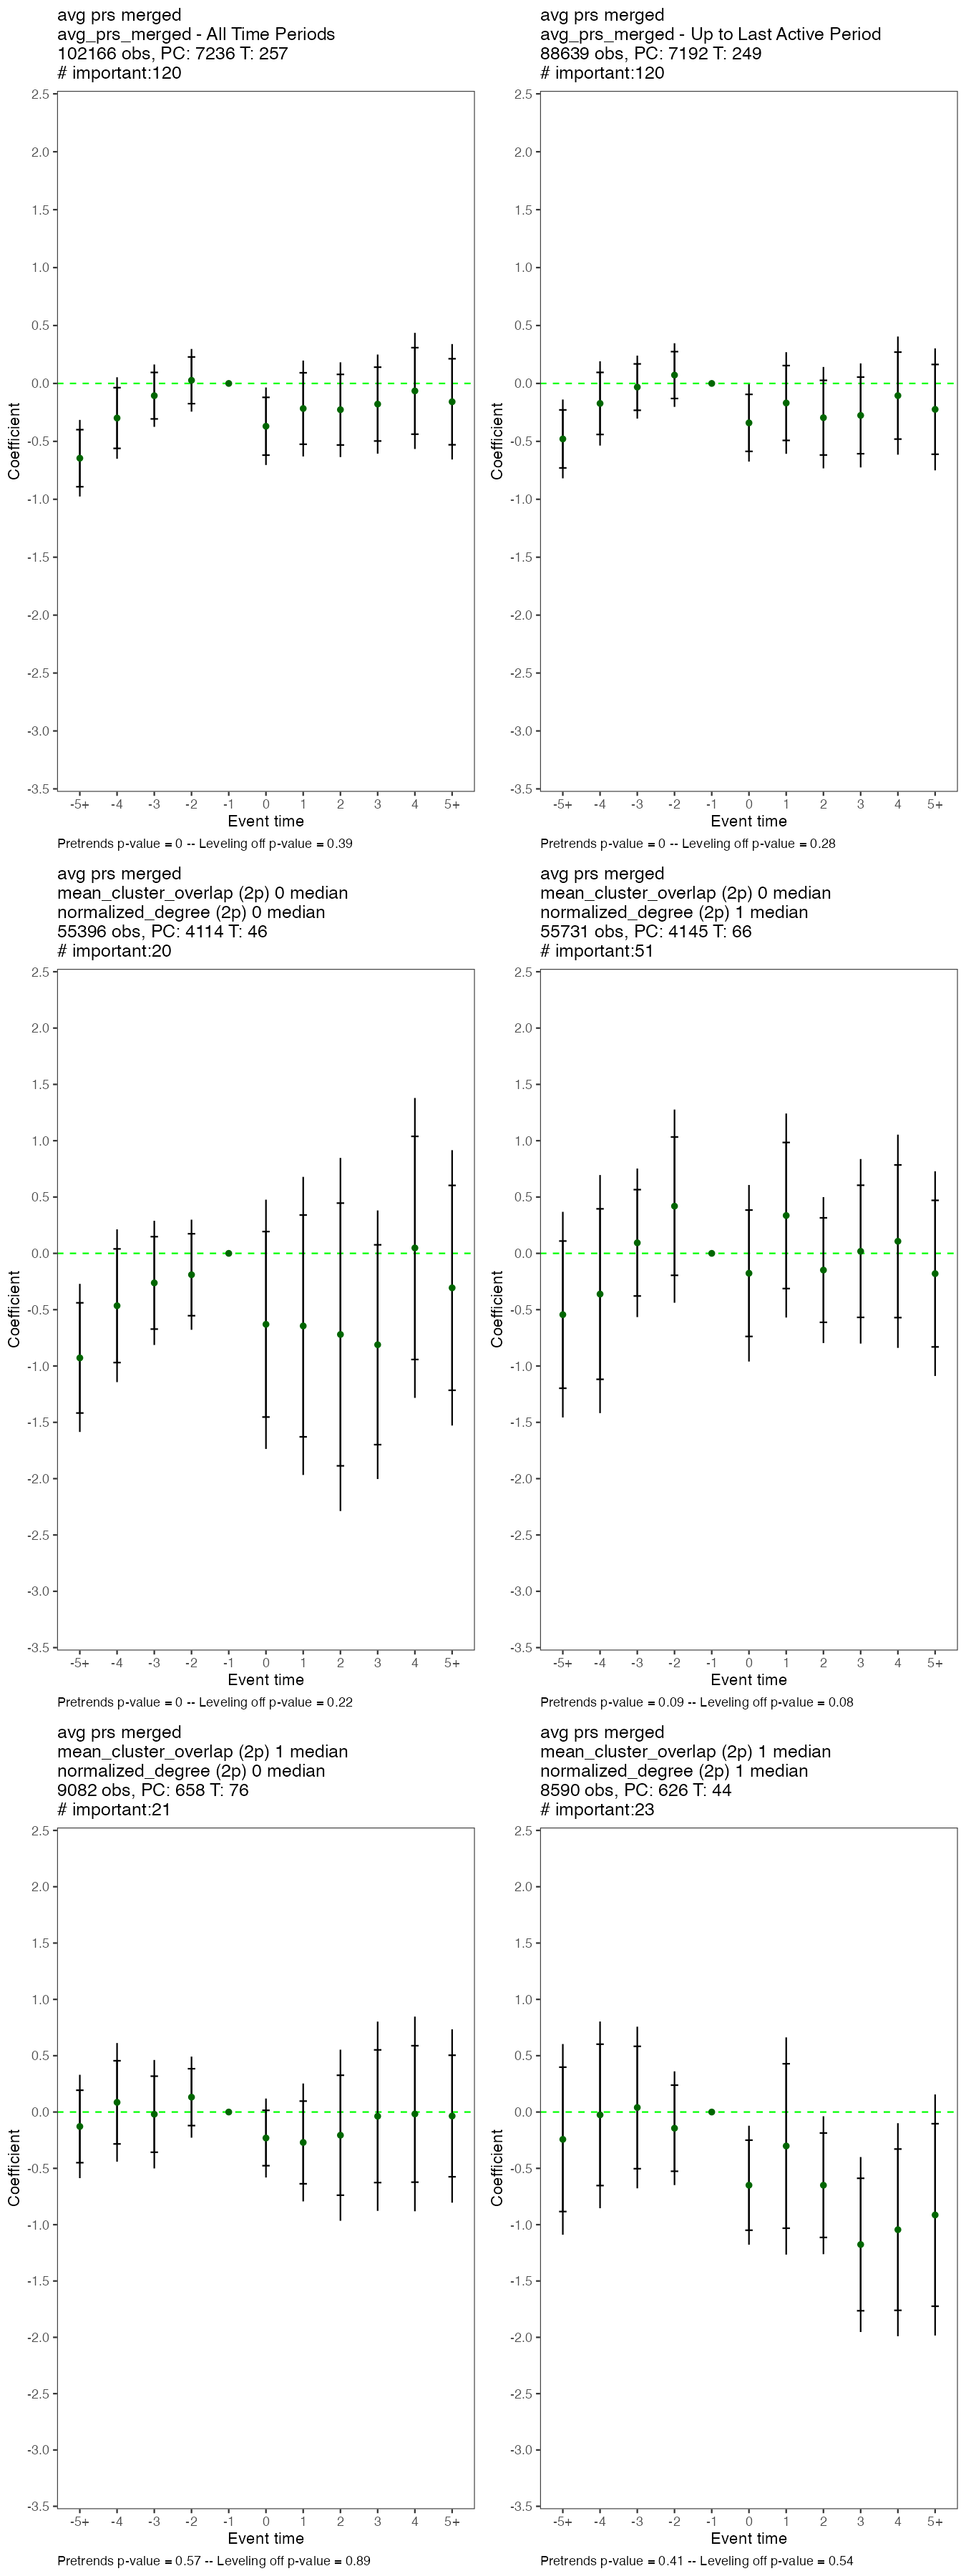 avg prs merged
avg_prs_merged - All Time Periods
102166 obs, PC: 7236 T: 257
# important:120
2.5
2.0
1.5
1.0
0.5
0.0
-0.5
-1.0
-1.5
-2.0
-2.5
-3.0
-3.5
Coefficient
-5+ -4 -3 -2 -1 0 1 2 3 4 5+
Event time
Pretrends p-value = 0 -- Leveling off p-value = 0.39
avg prs merged
avg_prs_merged - Up to Last Active Period
88639 obs, PC: 7192 T: 249
# important:120
2.5
2.0
1.5
1.0
0.5
0.0
-0.5
-1.0
-1.5
-2.0
-2.5
-3.0
-3.5
Coefficient
-5+ -4 -3 -2 -1 0 1 2 3 4 5+
Event time
Pretrends p-value = 0 -- Leveling off p-value = 0.28
avg prs merged
mean_cluster_overlap (2p) 0 median
normalized_degree (2p) 0 median
55396 obs, PC: 4114 T: 46
# important:20
2.5
2.0
1.5
1.0
0.5
0.0
-0.5
-1.0
-1.5
-2.0
-2.5
-3.0
-3.5
Coefficient
-5+ -4 -3 -2 -1 0 1 2 3 4 5+
Event time
Pretrends p-value = 0 -- Leveling off p-value = 0.22
avg prs merged
mean_cluster_overlap (2p) 0 median
normalized_degree (2p) 1 median
55731 obs, PC: 4145 T: 66
# important:51
2.5
2.0
1.5
1.0
0.5
0.0
-0.5
-1.0
-1.5
-2.0
-2.5
-3.0
-3.5
Coefficient
-5+ -4 -3 -2 -1 0 1 2 3 4 5+
Event time
Pretrends p-value = 0.09 -- Leveling off p-value = 0.08
avg prs merged
mean_cluster_overlap (2p) 1 median
normalized_degree (2p) 0 median
9082 obs, PC: 658 T: 76
# important:21
2.5
2.0
1.5
1.0
0.5
0.0
-0.5
-1.0
-1.5
-2.0
-2.5
-3.0
-3.5
Coefficient
-5+ -4 -3 -2 -1 0 1 2 3 4 5+
Event time
Pretrends p-value = 0.57 -- Leveling off p-value = 0.89
avg prs merged
mean_cluster_overlap (2p) 1 median
normalized_degree (2p) 1 median
8590 obs, PC: 626 T: 44
# important:23
2.5
2.0
1.5
1.0
0.5
0.0
-0.5
-1.0
-1.5
-2.0
-2.5
-3.0
-3.5
Coefficient
-5+ -4 -3 -2 -1 0 1 2 3 4 5+
Event time
Pretrends p-value = 0.41 -- Leveling off p-value = 0.54